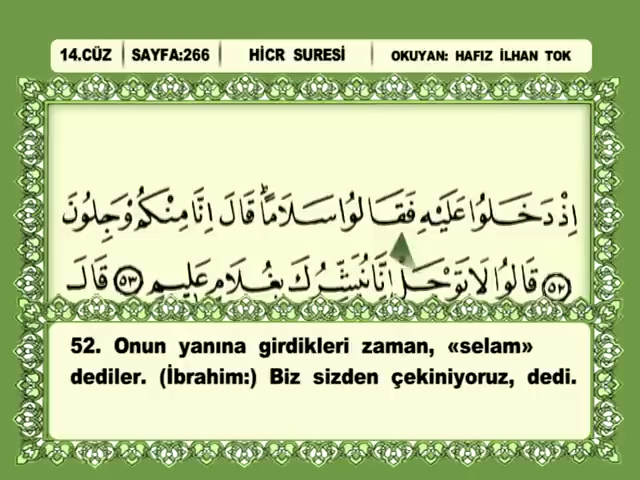 14.CÜZ SAYFA:266 HİCR SURESİ OKUYAN: HAFIZ İLHAN TOK
اِذْ دَخَلُوا عَلَيْهِ فَقَالُوا سَلَامًاۜ قَالَ اِنَّا مِنْكُمْ وَجِلُونَ
﴿٥٢﴾ قَالُوا لَا تَوْجَلْ اِنَّا نُبَشِّرُكَ بِغُلَامٍ عَلِيمٍ ﴿٥٣﴾ قَالَ
52. Onun yanına girdikleri zaman, «selam»
dediler. (İbrahim:) Biz sizden çekiniyoruz, dedi.